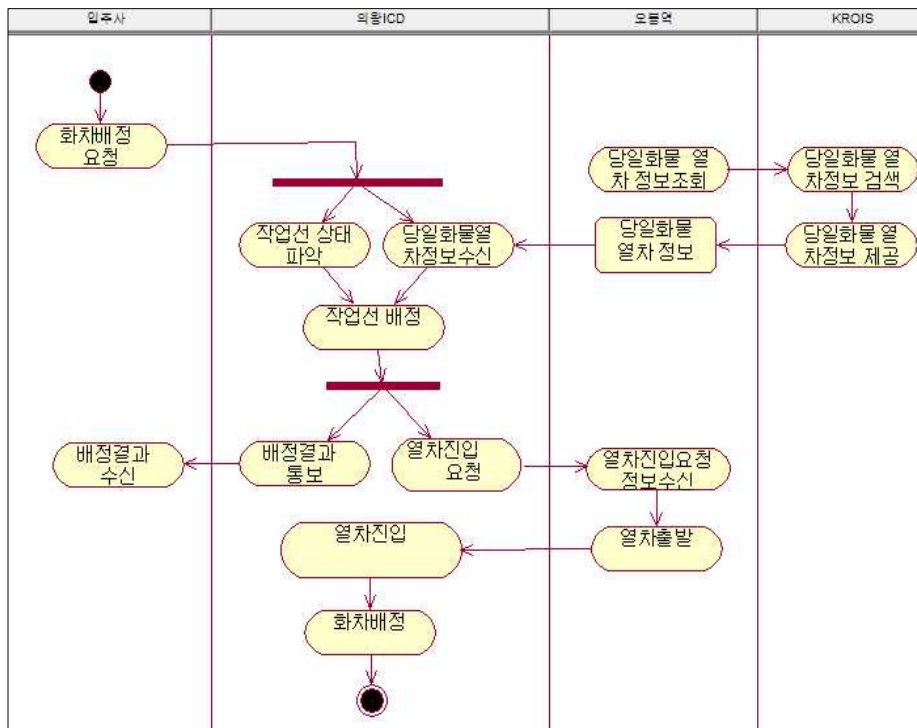 입주사
의왕ICD
오봉역
KROIS
화차배정
요청
당일화물 열
차 정보조회
당일화물 열
차정보 검색
작업선 상태
파악
당일화물열
차정보수신
당일화물
열차 정보
당일화물 열
차정보 제공
작업선 배정
배정결과
수신
배정결과
통보
열차진입
요청
열차진입요청
정보수신
열차진입
열차출발
화차배정